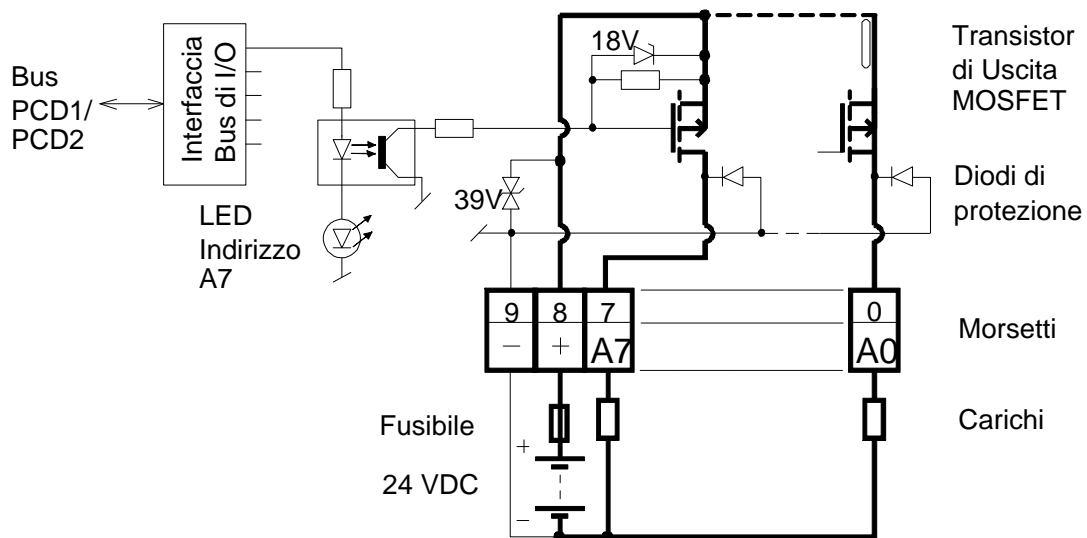 Bus
PCD1/
PCD2
Interfaccia
Bus di I/O
18V
Transistor
di Uscita
MOSFET
39V
Diodi di
protezione
LED
Indirizzo
A7
9
8
7
0
−
+
A7
A0
Morsetti
Fusibile
Carichi
+
24 VDC
−